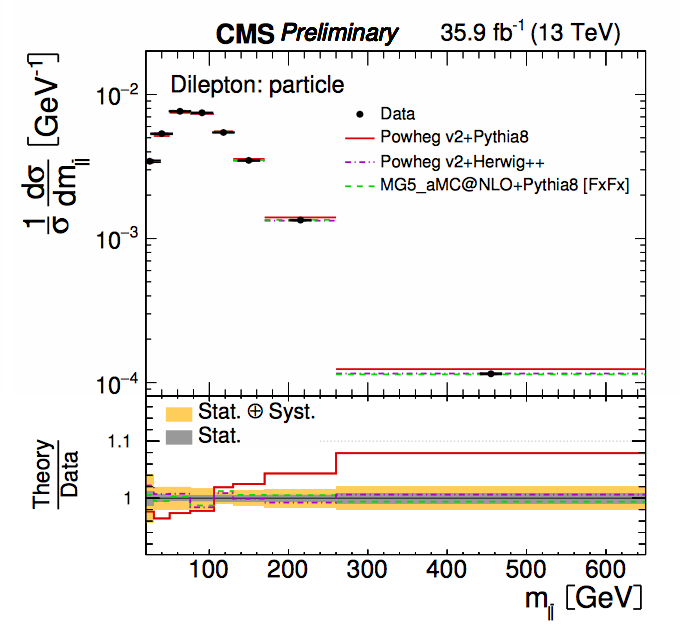 CMS Preliminary 35.9 fb⁻¹ (13 TeV)
1/σ dσ/dm_ll̄ [GeV⁻¹]
Dilepton: particle
Data
Powheg v2+Pythia8
Powheg v2+Herwig++
MG5_aMC@NLO+Pythia8 [FxFx]
10⁻²
10⁻³
10⁻⁴
Theory
Data
Stat. ⊕ Syst.
Stat.
1.1
1
100 200 300 400 500 600
m_ll̄ [GeV]